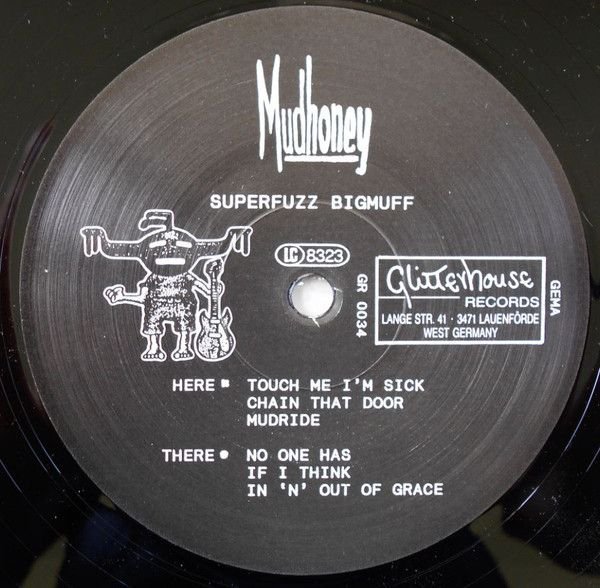 Mudhoney
SUPERFUZZ BIGMUFF
LC 8323
GR 0034
Glitterhouse
RECORDS
LANGE STR. 41 · 3471 LAUENFÖRDE
WEST GERMANY
GEMA
HERE ■ TOUCH ME I'M SICK
CHAIN THAT DOOR
MUDRIDE
THERE ● NO ONE HAS
IF I THINK
IN 'N' OUT OF GRACE